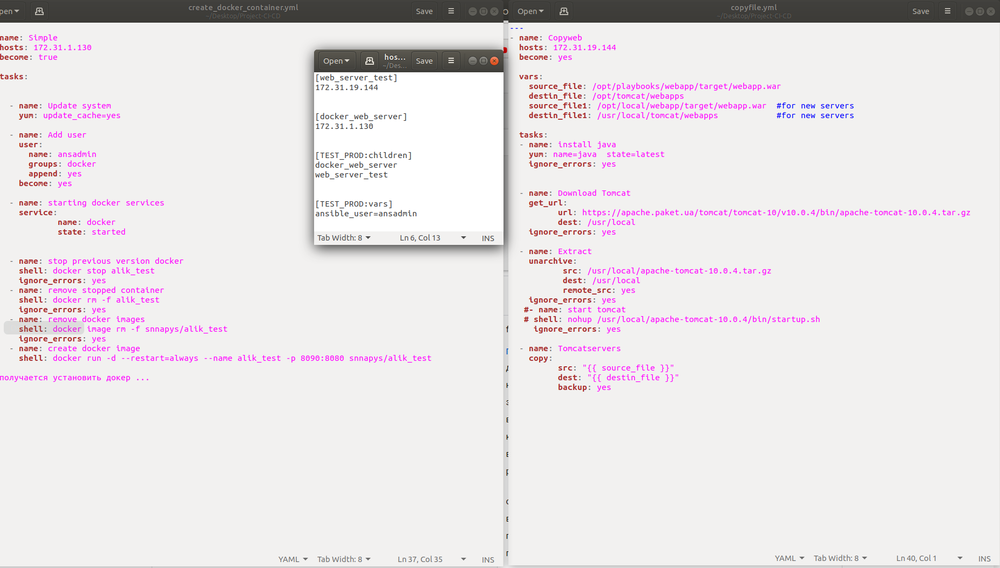 create_docker_container.yml
~/Desktop/Project-CI-CD
Save
name: Simple
hosts: 172.31.1.130
become: true
tasks:
- name: Update system
yum: update_cache=yes
- name: Add user
user:
name: ansadmin
groups: docker
append: yes
become: yes
- name: starting docker services
service:
name: docker
state: started
- name: stop previous version docker
shell: docker stop alik_test
ignore_errors: yes
- name: remove stopped container
shell: docker rm -f alik_test
ignore_errors: yes
- name: remove docker images
shell: docker image rm -f snnapys/alik_test
ignore_errors: yes
- name: create docker image
shell: docker run -d --restart=always --name alik_test -p 8090:8080 snnapys/alik_test
получается установить докер ...
YAML Tab Width: 8 Ln 37, Col 35 INS
Open hos... Save
~/Des...
[web_server_test]
172.31.19.144
[docker_web_server]
172.31.1.130
[TEST_PROD:children]
docker_web_server
web_server_test
[TEST_PROD:vars]
ansible_user=ansadmin
Tab Width: 8 Ln 6, Col 13 INS
Open copyfile.yml Save
~/Desktop/Project-CI-CD
---
- name: Copyweb
hosts: 172.31.19.144
become: yes
vars:
source_file: /opt/playbooks/webapp/target/webapp.war
destin_file: /opt/tomcat/webapps
source_file1: /opt/local/webapp/target/webapp.war #for new servers
destin_file1: /usr/local/tomcat/webapps #for new servers
tasks:
- name: install java
yum: name=java state=latest
ignore_errors: yes
- name: Download Tomcat
get_url:
url: https://apache.paket.ua/tomcat/tomcat-10/v10.0.4/bin/apache-tomcat-10.0.4.tar.gz
dest: /usr/local
ignore_errors: yes
- name: Extract
unarchive:
src: /usr/local/apache-tomcat-10.0.4.tar.gz
dest: /usr/local
remote_src: yes
ignore_errors: yes
#- name: start tomcat
# shell: nohup /usr/local/apache-tomcat-10.0.4/bin/startup.sh
ignore_errors: yes
- name: Tomcatservers
copy:
src: "{{ source_file }}"
dest: "{{ destin_file }}"
backup: yes
YAML Tab Width: 8 Ln 40, Col 1 INS